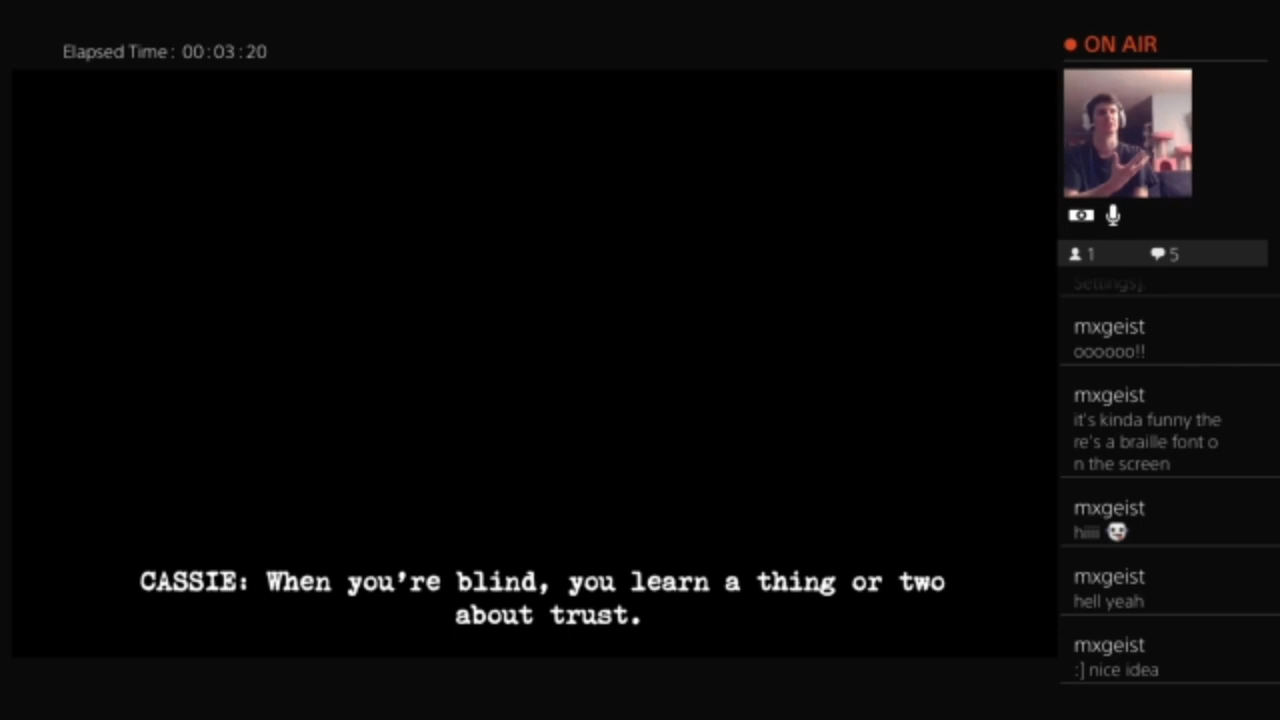 Elapsed Time: 00:03:20
ON AIR
1 5
Settings].
mxgeist
oooooo!!
mxgeist
it's kinda funny the
re's a braille font o
n the screen
mxgeist
hiiii
mxgeist
hell yeah
mxgeist
:] nice idea
CASSIE: When you're blind, you learn a thing or two
about trust.